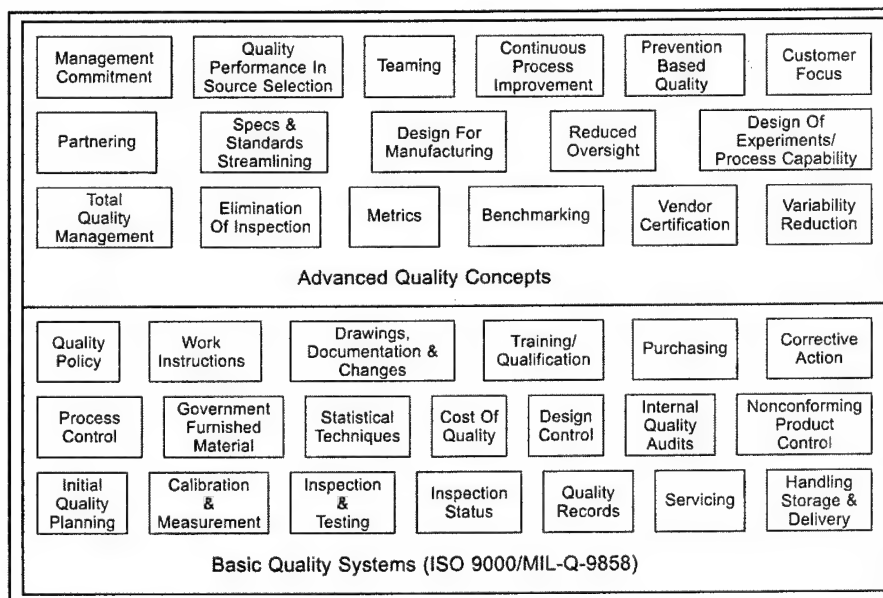 Management
Commitment
Quality
Performance In
Source Selection
Teaming
Continuous
Process
Improvement
Prevention
Based
Quality
Customer
Focus
Partnering
Specs &
Standards
Streamlining
Design For
Manufacturing
Reduced
Oversight
Design Of
Experiments/
Process Capability
Total
Quality
Management
Elimination
Of Inspection
Metrics
Benchmarking
Vendor
Certification
Variability
Reduction
Advanced Quality Concepts
Quality
Policy
Work
Instructions
Drawings,
Documentation &
Changes
Training/
Qualification
Purchasing
Corrective
Action
Process
Control
Government
Furnished
Material
Statistical
Techniques
Cost Of
Quality
Design
Control
Internal
Quality
Audits
Nonconforming
Product
Control
Initial
Quality
Planning
Calibration
&
Measurement
Inspection
&
Testing
Inspection
Status
Quality
Records
Servicing
Handling
Storage &
Delivery
Basic Quality Systems (ISO 9000/MIL-Q-9858)